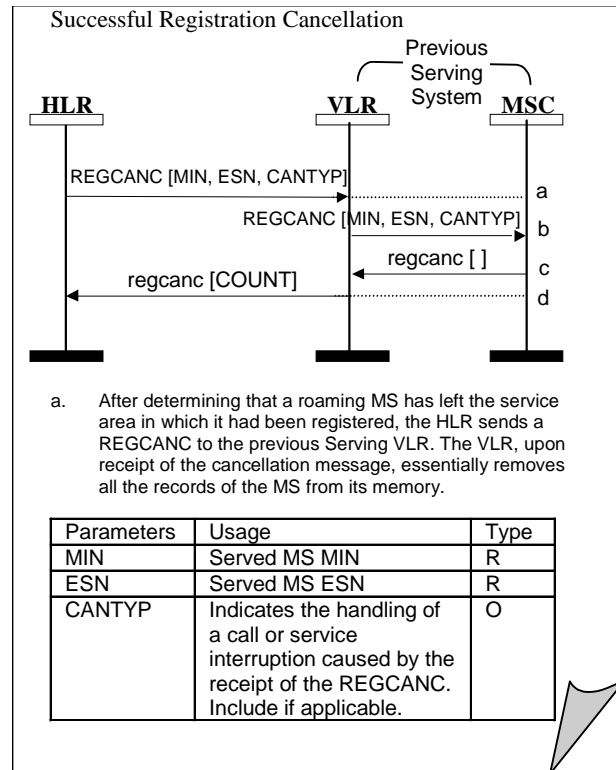 Successful Registration Cancellation
Previous
Serving
System
HLR
VLR
MSC
REGCANC [MIN, ESN, CANTYP]
a
REGCANC [MIN, ESN, CANTYP]
b
regcanc [ ]
c
regcanc [COUNT]
d
a. After determining that a roaming MS has left the service
area in which it had been registered, the HLR sends a
REGCANC to the previous Serving VLR. The VLR, upon
receipt of the cancellation message, essentially removes
all the records of the MS from its memory.
Parameters Usage Type
MIN Served MS MIN R
ESN Served MS ESN R
CANTYP Indicates the handling of O
a call or service
interruption caused by the
receipt of the REGCANC.
Include if applicable.